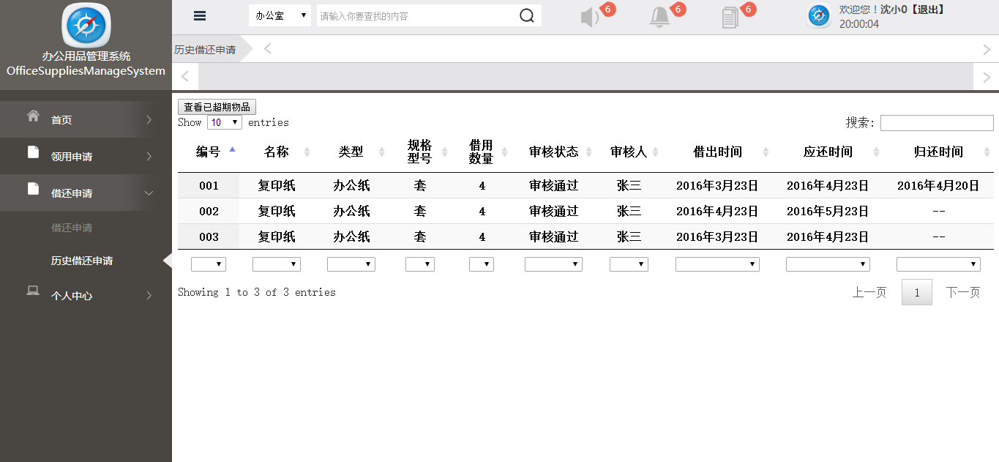 办公用品管理系统
OfficeSuppliesManageSystem
首页
领用申请
借还申请
借还申请
历史借还申请
个人中心
办公室 请输入你要查找的内容 6 6 6 欢迎您！沈小0【退出】
20:00:04
历史借还申请
查看已超期物品
Show 10 entries 搜索:
编号 名称 类型 规格型号 借用数量 审核状态 审核人 借出时间 应还时间 归还时间
001 复印纸 办公纸 套 4 审核通过 张三 2016年3月23日 2016年4月23日 2016年4月20日
002 复印纸 办公纸 套 4 审核通过 张三 2016年4月23日 2016年5月23日 --
003 复印纸 办公纸 套 4 审核通过 张三 2016年3月23日 2016年4月23日 --
Showing 1 to 3 of 3 entries 上一页 1 下一页